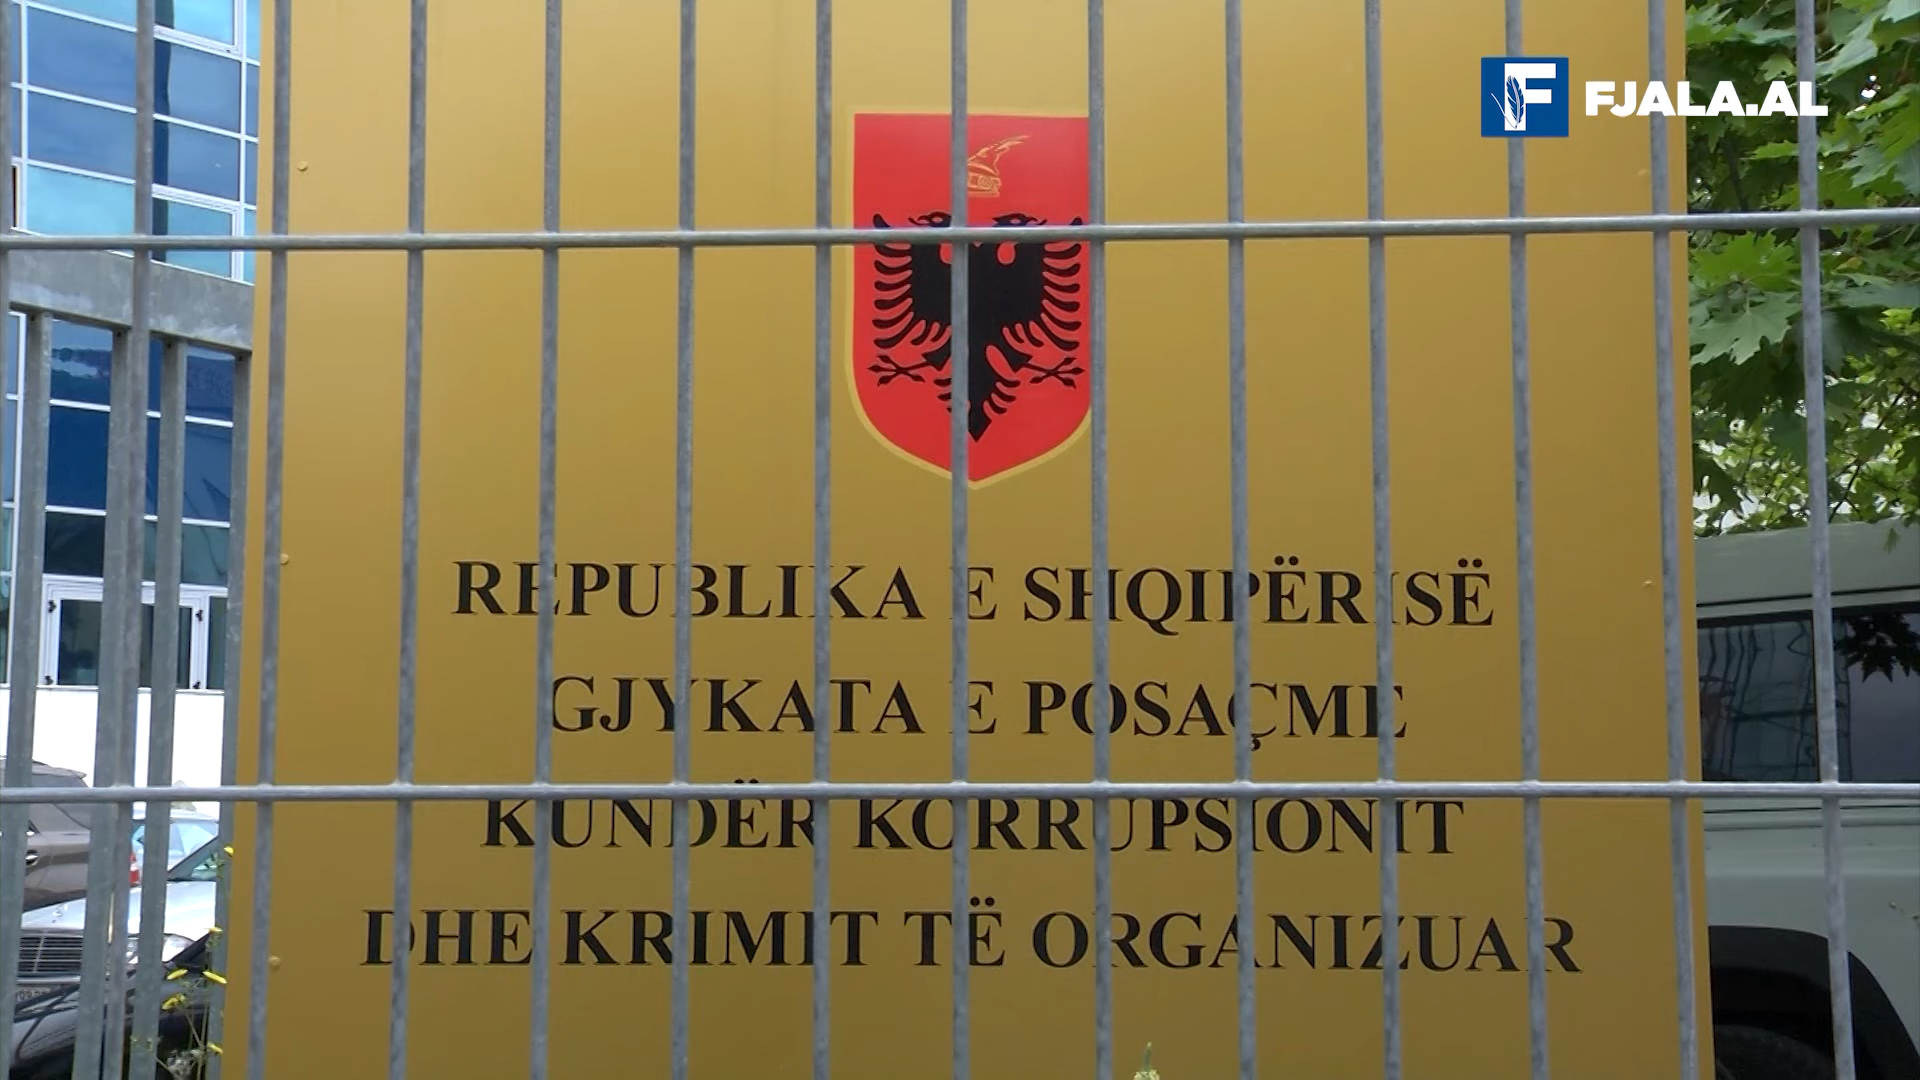 F FJALA.AL
REPUBLIKA E SHQIPËRISË
GJYKATA E POSAÇME
KUNDËR KORRUPSIONIT
DHE KRIMIT TË ORGANIZUAR